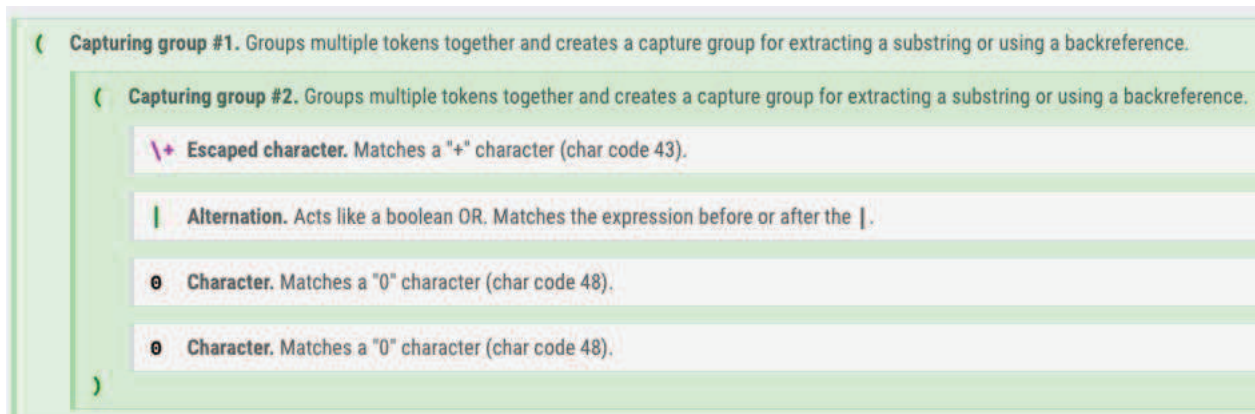 ( Capturing group #1. Groups multiple tokens together and creates a capture group for extracting a substring or using a backreference.
( Capturing group #2. Groups multiple tokens together and creates a capture group for extracting a substring or using a backreference.
\+ Escaped character. Matches a "+" character (char code 43).
| Alternation. Acts like a boolean OR. Matches the expression before or after the |.
0 Character. Matches a "0" character (char code 48).
0 Character. Matches a "0" character (char code 48).
)